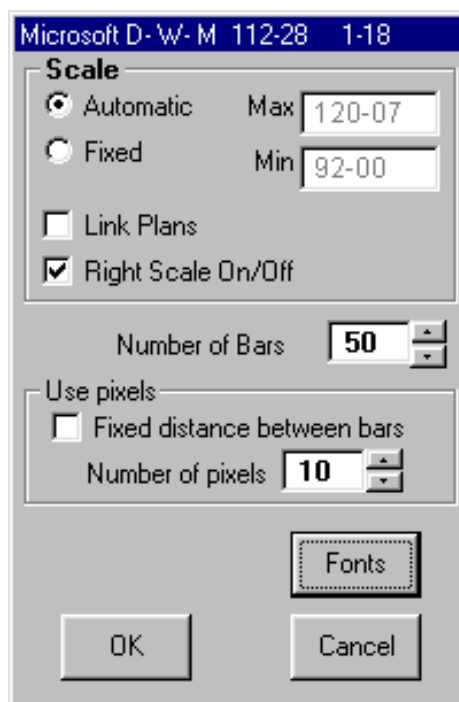 Microsoft D- W- M 112-28 1-18
Scale
Automatic Max 120-07
Fixed Min 92-00
Link Plans
Right Scale On/Off
Number of Bars 50
Use pixels
Fixed distance between bars
Number of pixels 10
Fonts
OK Cancel